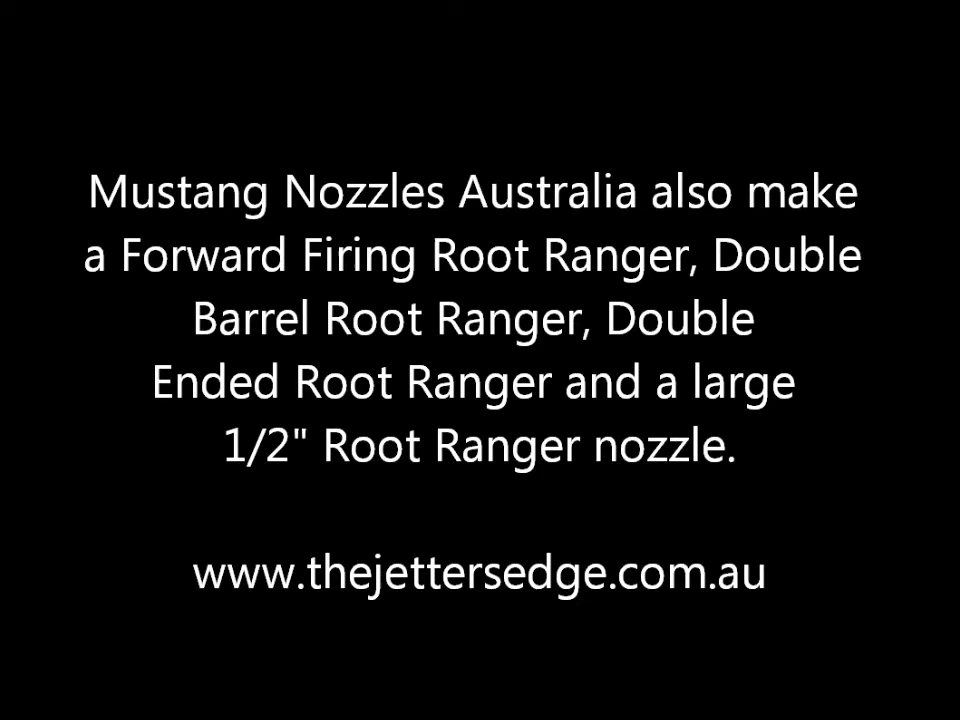 Mustang Nozzles Australia also make
a Forward Firing Root Ranger, Double
Barrel Root Ranger, Double
Ended Root Ranger and a large
1/2" Root Ranger nozzle.
www.thejettersedge.com.au